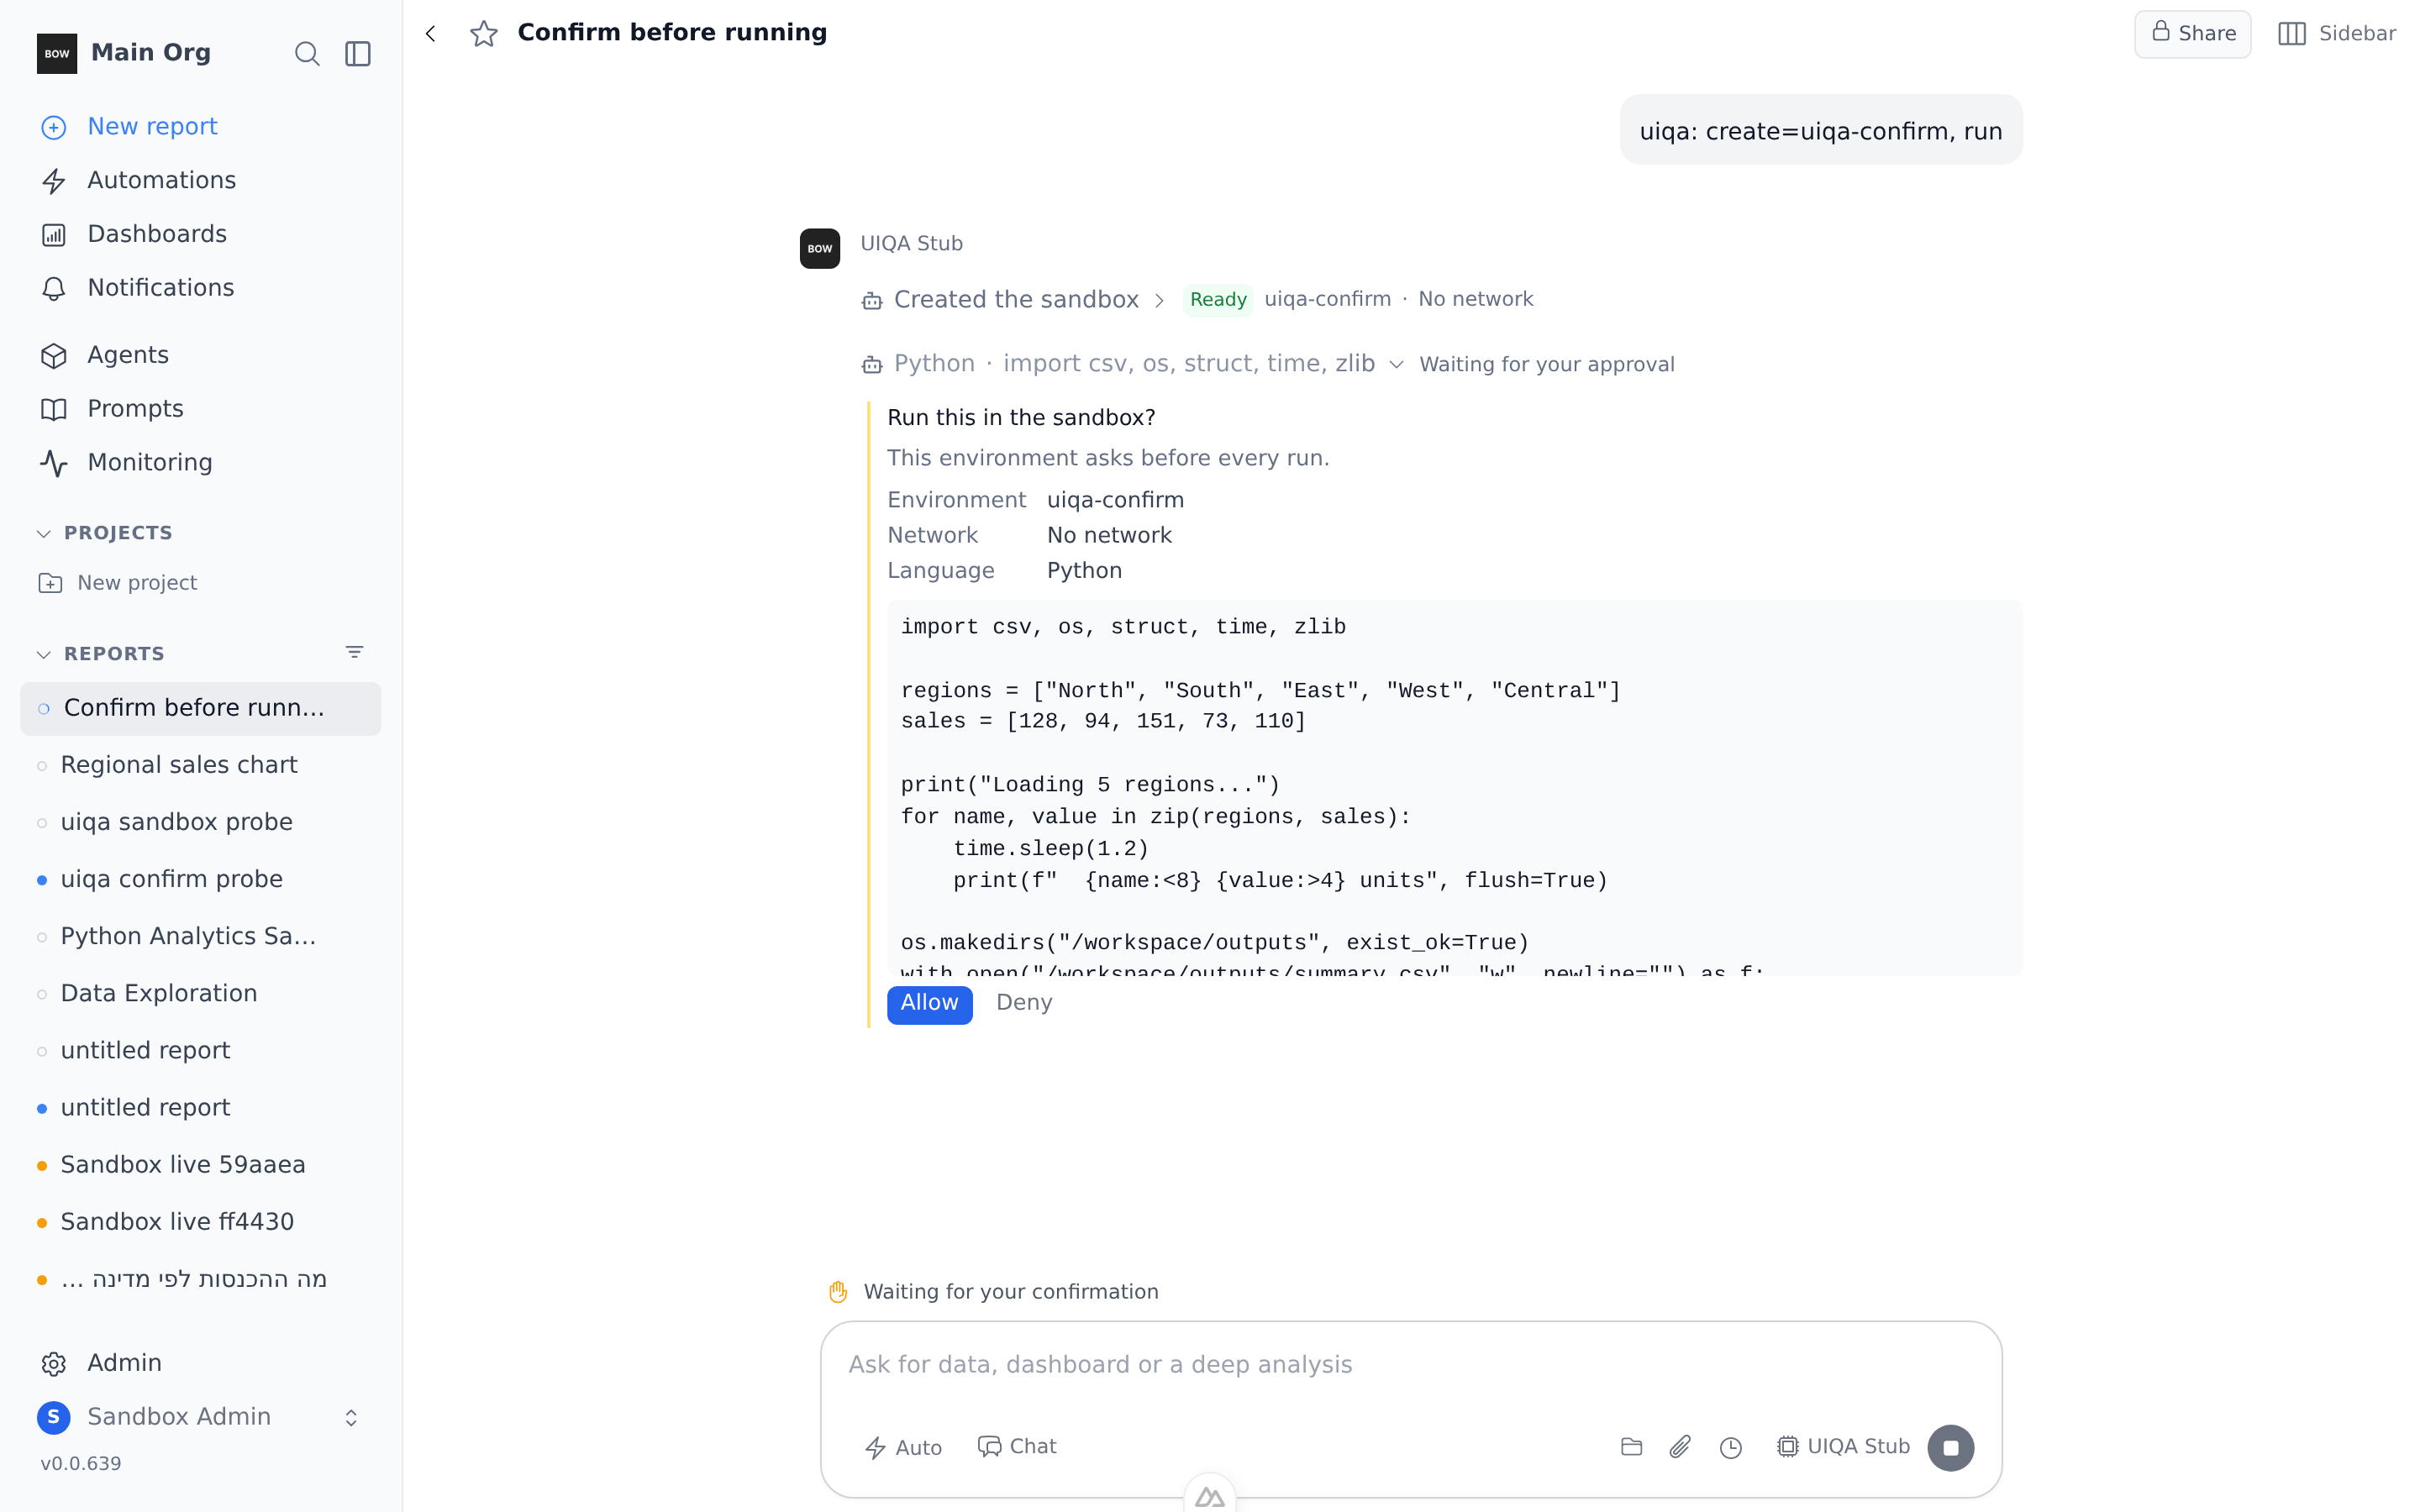 BOW Main Org
New report
Automations
Dashboards
Notifications
Agents
Prompts
Monitoring
PROJECTS
New project
REPORTS
Confirm before runn...
Regional sales chart
uiqa sandbox probe
uiqa confirm probe
Python Analytics Sa...
Data Exploration
untitled report
untitled report
Sandbox live 59aaea
Sandbox live ff4430
מה ההכנסות לפי מדינה ...
Admin
S Sandbox Admin
v0.0.639
Confirm before running
Share
Sidebar
uiqa: create=uiqa-confirm, run
BOW UIQA Stub
Created the sandbox Ready uiqa-confirm · No network
Python · import csv, os, struct, time, zlib Waiting for your approval
Run this in the sandbox?
This environment asks before every run.
Environment uiqa-confirm
Network No network
Language Python
import csv, os, struct, time, zlib
regions = ["North", "South", "East", "West", "Central"]
sales = [128, 94, 151, 73, 110]
print("Loading 5 regions...")
for name, value in zip(regions, sales):
    time.sleep(1.2)
    print(f"  {name:<8} {value:>4} units", flush=True)
os.makedirs("/workspace/outputs", exist_ok=True)
with open("/workspace/outputs/summary.csv", "w", newline="") as f:
Allow Deny
Waiting for your confirmation
Ask for data, dashboard or a deep analysis
Auto Chat UIQA Stub